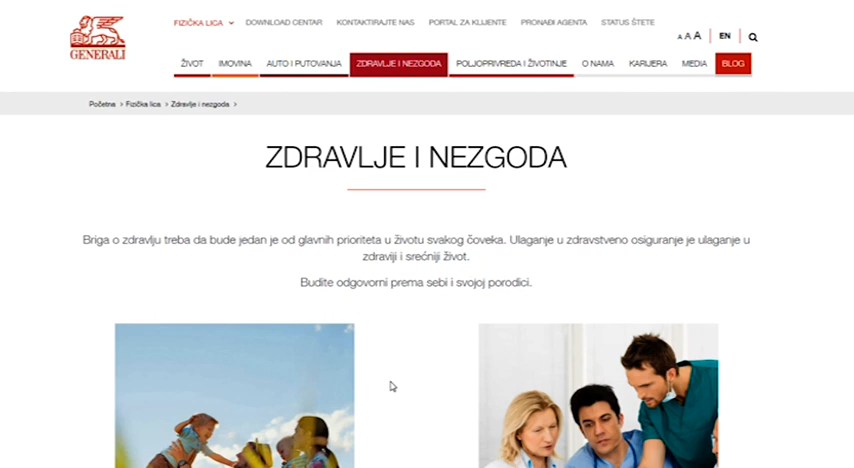 FIZIČKA LICA DOWNLOAD CENTAR KONTAKTIRAJTE NAS PORTAL ZA KLIJENTE PRONAĐI AGENTA STATUS ŠTETE
A A A EN
GENERALI
ŽIVOT IMOVINA AUTO I PUTOVANJA ZDRAVLJE I NEZGODA POLJOPRIVREDA I ŽIVOTINJE O NAMA KARIJERA MEDIA BLOG
Početna > Fizička lica > Zdravlje i nezgoda >
ZDRAVLJE I NEZGODA
Briga o zdravlju treba da bude jedan je od glavnih prioriteta u životu svakog čoveka. Ulaganje u zdravstveno osiguranje je ulaganje u
zdraviji i srećniji život.
Budite odgovorni prema sebi i svojoj porodici.